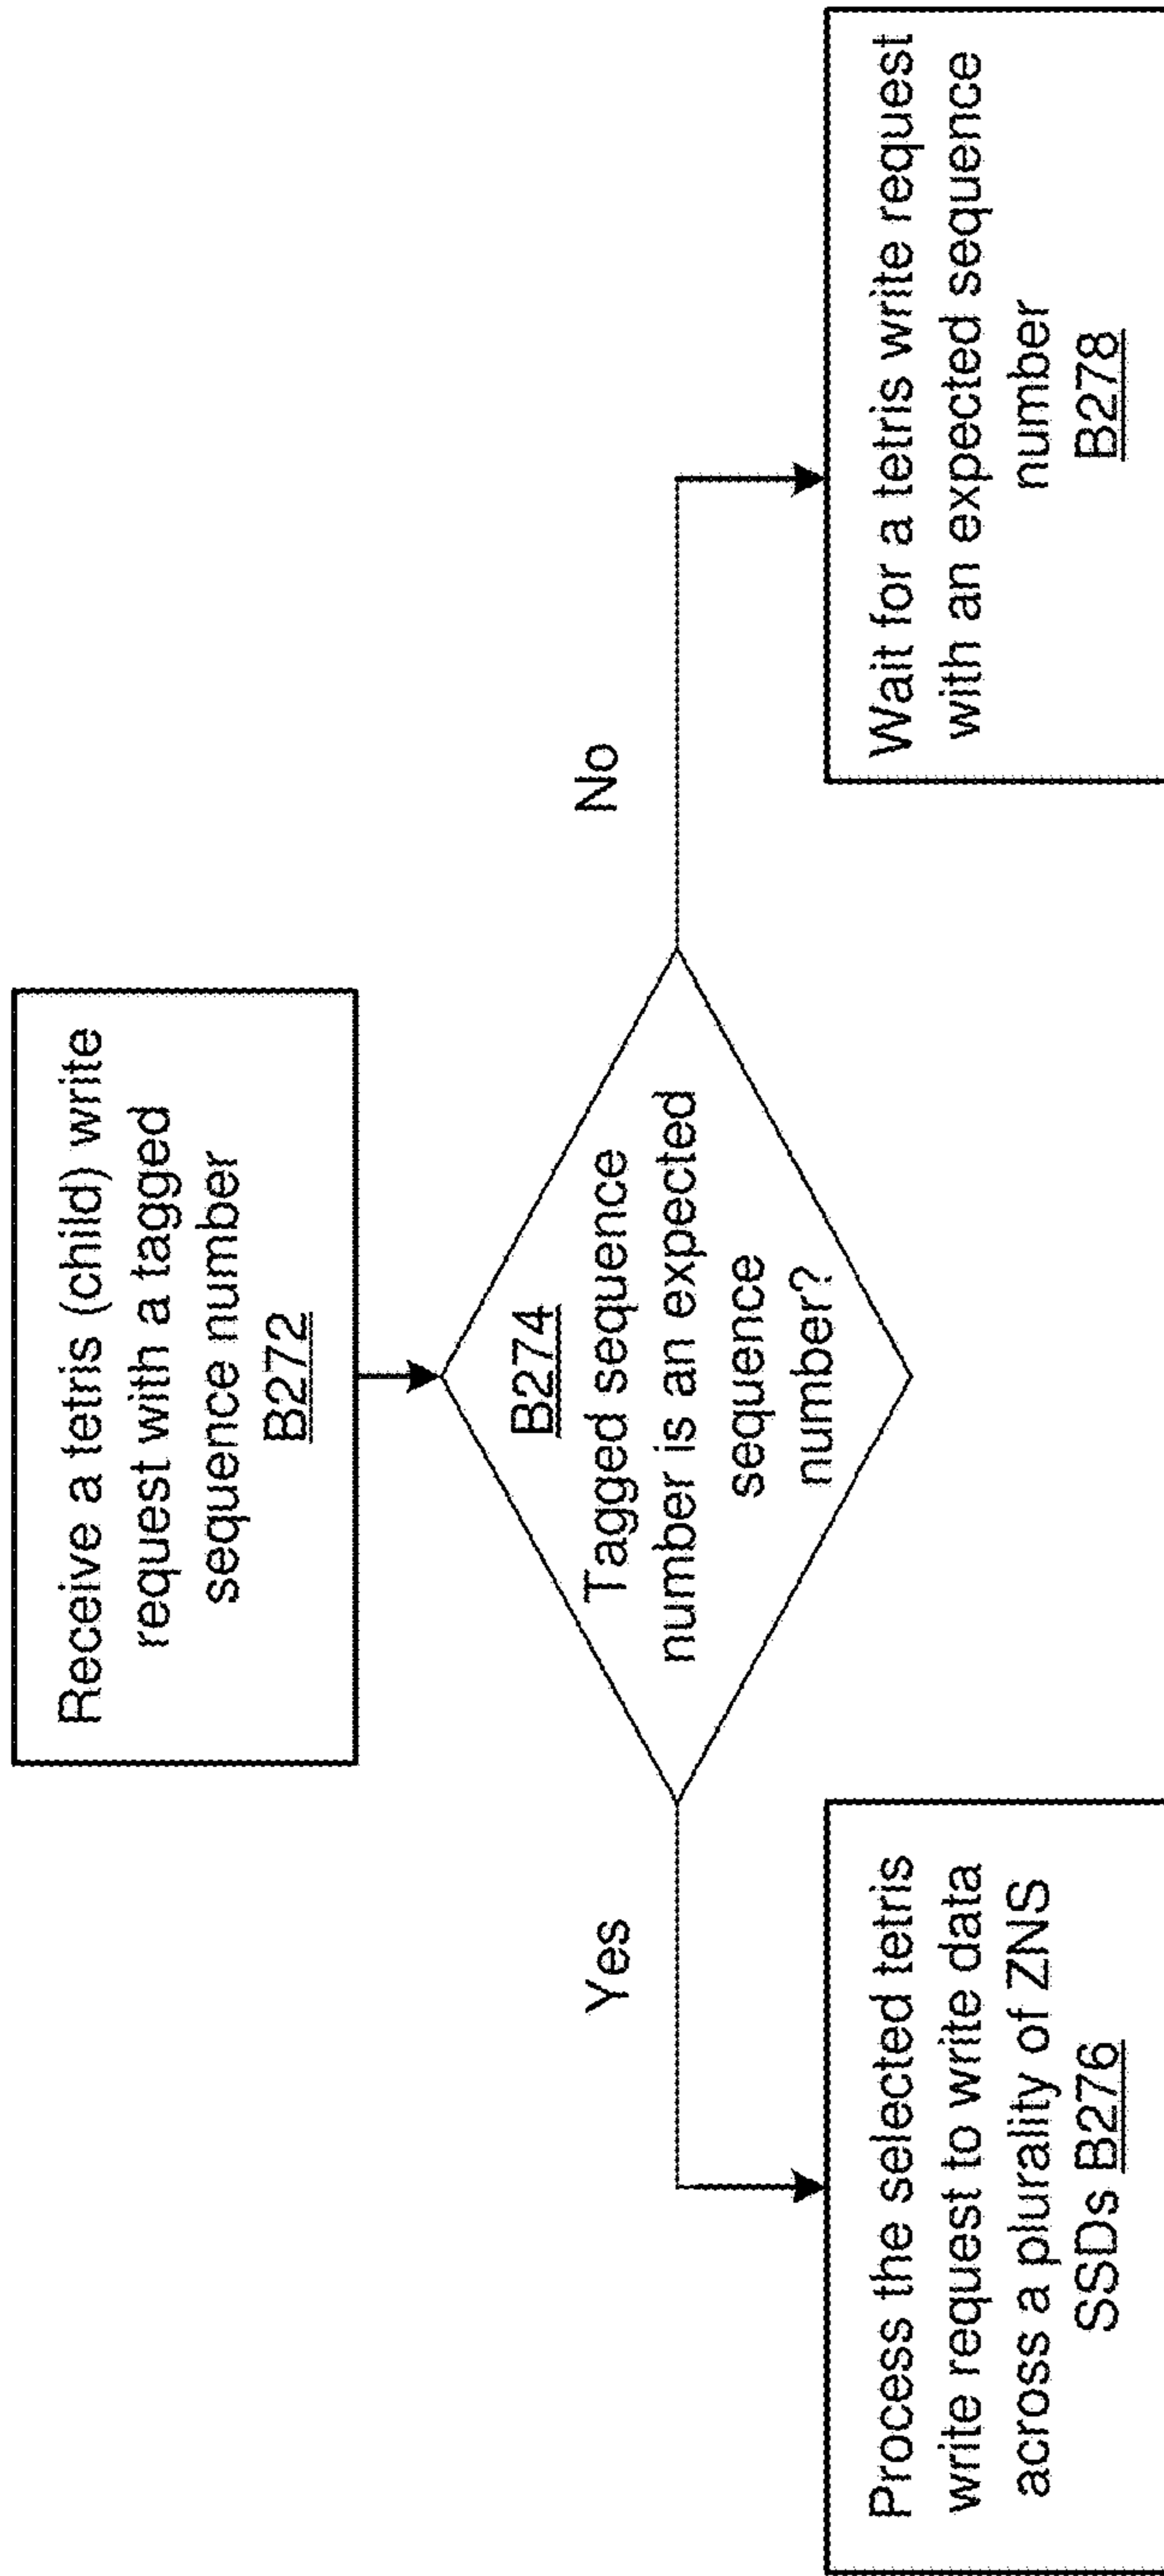 Receive a tetris (child) write
request with a tagged
sequence number
B272
B274
Tagged sequence
number is an expected
sequence
number?
Yes
No
Process the selected tetris
write request to write data
across a plurality of ZNS
SSDs B276
Wait for a tetris write request
with an expected sequence
number
B278